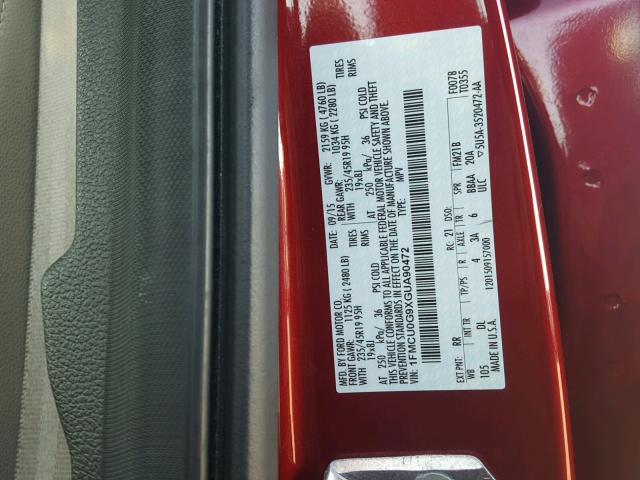 MFD. BY FORD MOTOR CO.
DATE: 09/15 GVWR: 2159 KG ( 4760 LB)
FRONT GAWR: 1125 KG ( 2480 LB) REAR GAWR: 1034 KG ( 2280 LB)
WITH 235/45R19 95H TIRES WITH 235/45R19 95H TIRES
19x8J RIMS 19x8J RIMS
AT 250 kPa/ 36 PSI COLD AT 250 kPa/ 36 PSI COLD
THIS VEHICLE CONFORMS TO ALL APPLICABLE FEDERAL MOTOR VEHICLE SAFETY AND THEFT
PREVENTION STANDARDS IN EFFECT ON THE DATE OF MANUFACTURE SHOWN ABOVE.
VIN: 1FMCU0G9XGUA90472 TYPE: MPV
F007B
T0355
EXT PNT: RR RC: 21 DSO: FM21B
WB INT TR TP/PS R AXLE TR SPR
105 DL 4 3A 6 BBAA 20A
MADE IN U.S.A. 1201509157000 ULC 5U5A-3520472-AA